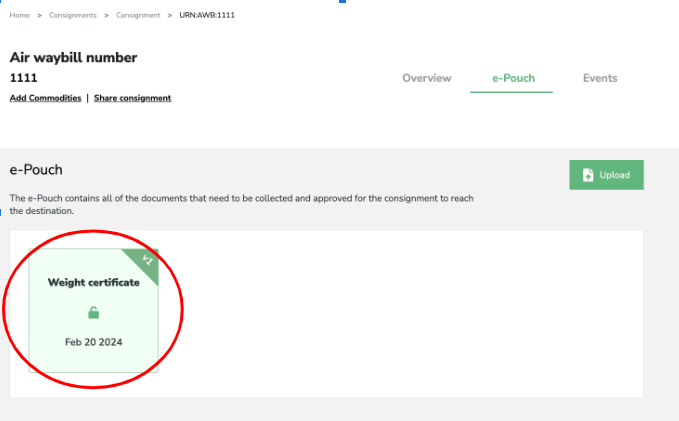 Home > Consignments > Consignment > URN:AWB:1111
Air waybill number
1111
Add Commodities | Share consignment
Overview e-Pouch Events
e-Pouch
Upload
The e-Pouch contains all of the documents that need to be collected and approved for the consignment to reach
the destination.
v1
Weight certificate
Feb 20 2024